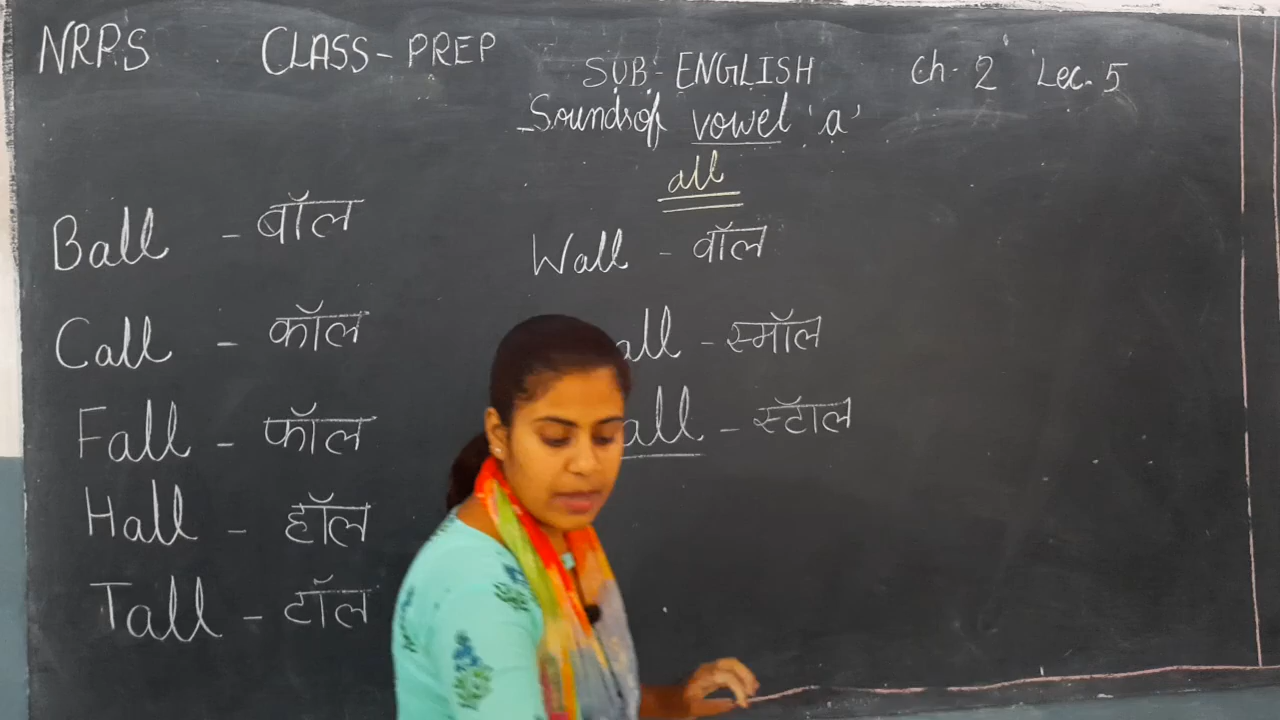 NRPS CLASS-PREP SUB-ENGLISH Ch-2 Lec.5
Sounds of vowel 'a'
all
Ball - बॉल
Call - कॉल
Fall - फॉल
Hall - हॉल
Tall - टॉल
Wall - वॉल
all - स्मॉल
all - स्टॉल